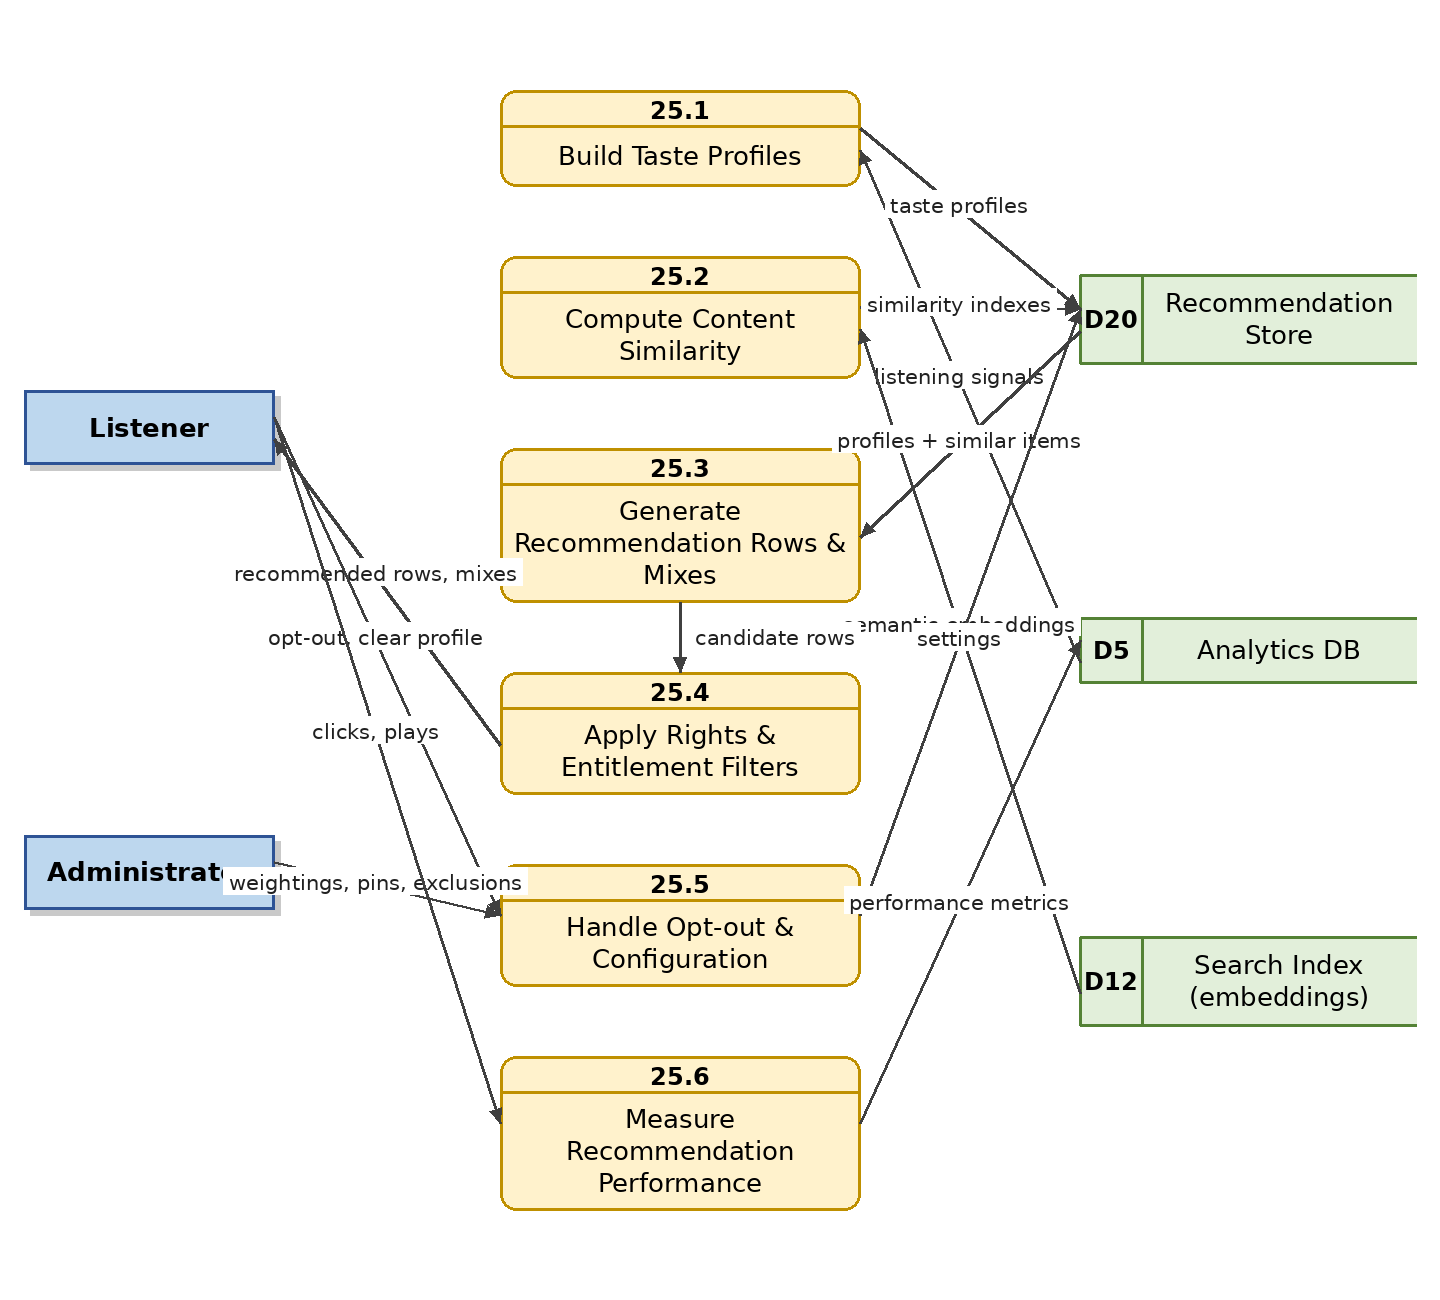 25.1
Build Taste Profiles
taste profiles
25.2
Compute Content
Similarity
similarity indexes
D20
Recommendation
Store
listening signals
Listener
profiles + similar items
25.3
Generate
Recommendation Rows &
Mixes
recommended rows, mixes
opt-out, clear profile
candidate rows
semantic embeddings
settings
D5
Analytics DB
25.4
Apply Rights &
Entitlement Filters
clicks, plays
Administrato
weightings, pins, exclusions
25.5
Handle Opt-out &
Configuration
performance metrics
D12
Search Index
(embeddings)
25.6
Measure
Recommendation
Performance